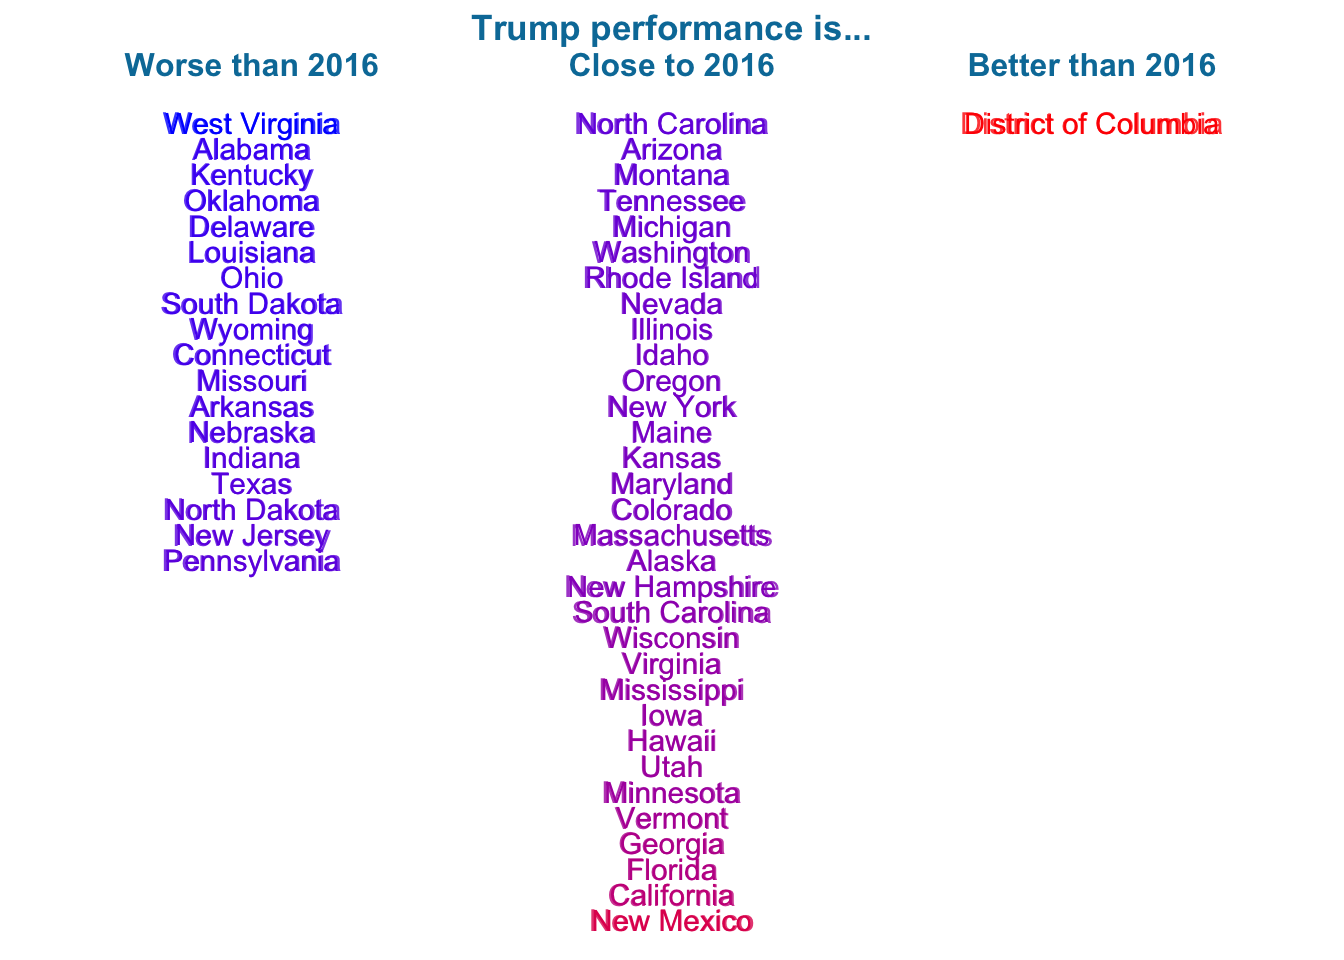 Trump performance is...
Worse than 2016
West Virginia
Alabama
Kentucky
Oklahoma
Delaware
Louisiana
Ohio
South Dakota
Wyoming
Connecticut
Missouri
Arkansas
Nebraska
Indiana
Texas
North Dakota
New Jersey
Pennsylvania
Close to 2016
North Carolina
Arizona
Montana
Tennessee
Michigan
Washington
Rhode Island
Nevada
Illinois
Idaho
Oregon
New York
Maine
Kansas
Maryland
Colorado
Massachusetts
Alaska
New Hampshire
South Carolina
Wisconsin
Virginia
Mississippi
Iowa
Hawaii
Utah
Minnesota
Vermont
Georgia
Florida
California
New Mexico
Better than 2016
District of Columbia